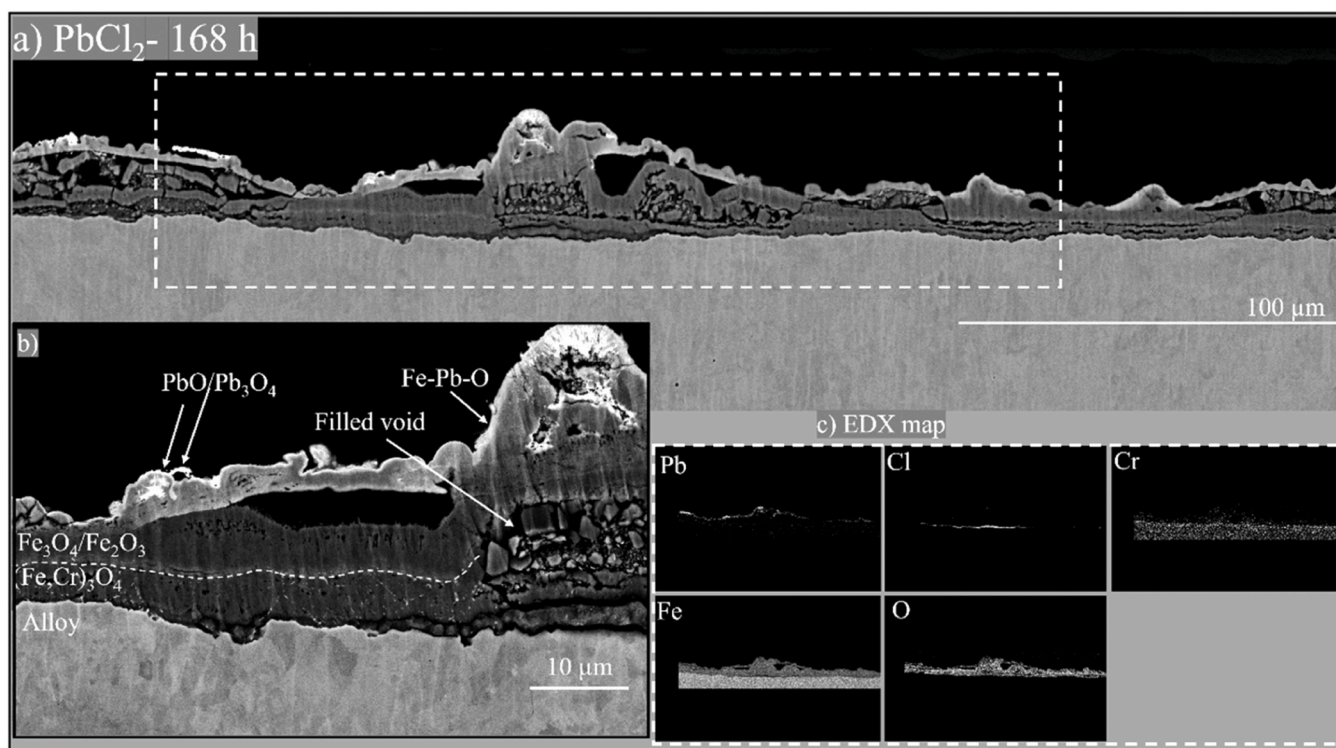 a) PbCl₂- 168 h
100 µm
b)
PbO/Pb₃O₄
Fe-Pb-O
Filled void
Fe₃O₄/Fe₂O₃
(Fe,Cr)₃O₄
Alloy
10 µm
c) EDX map
Pb
Cl
Cr
Fe
O